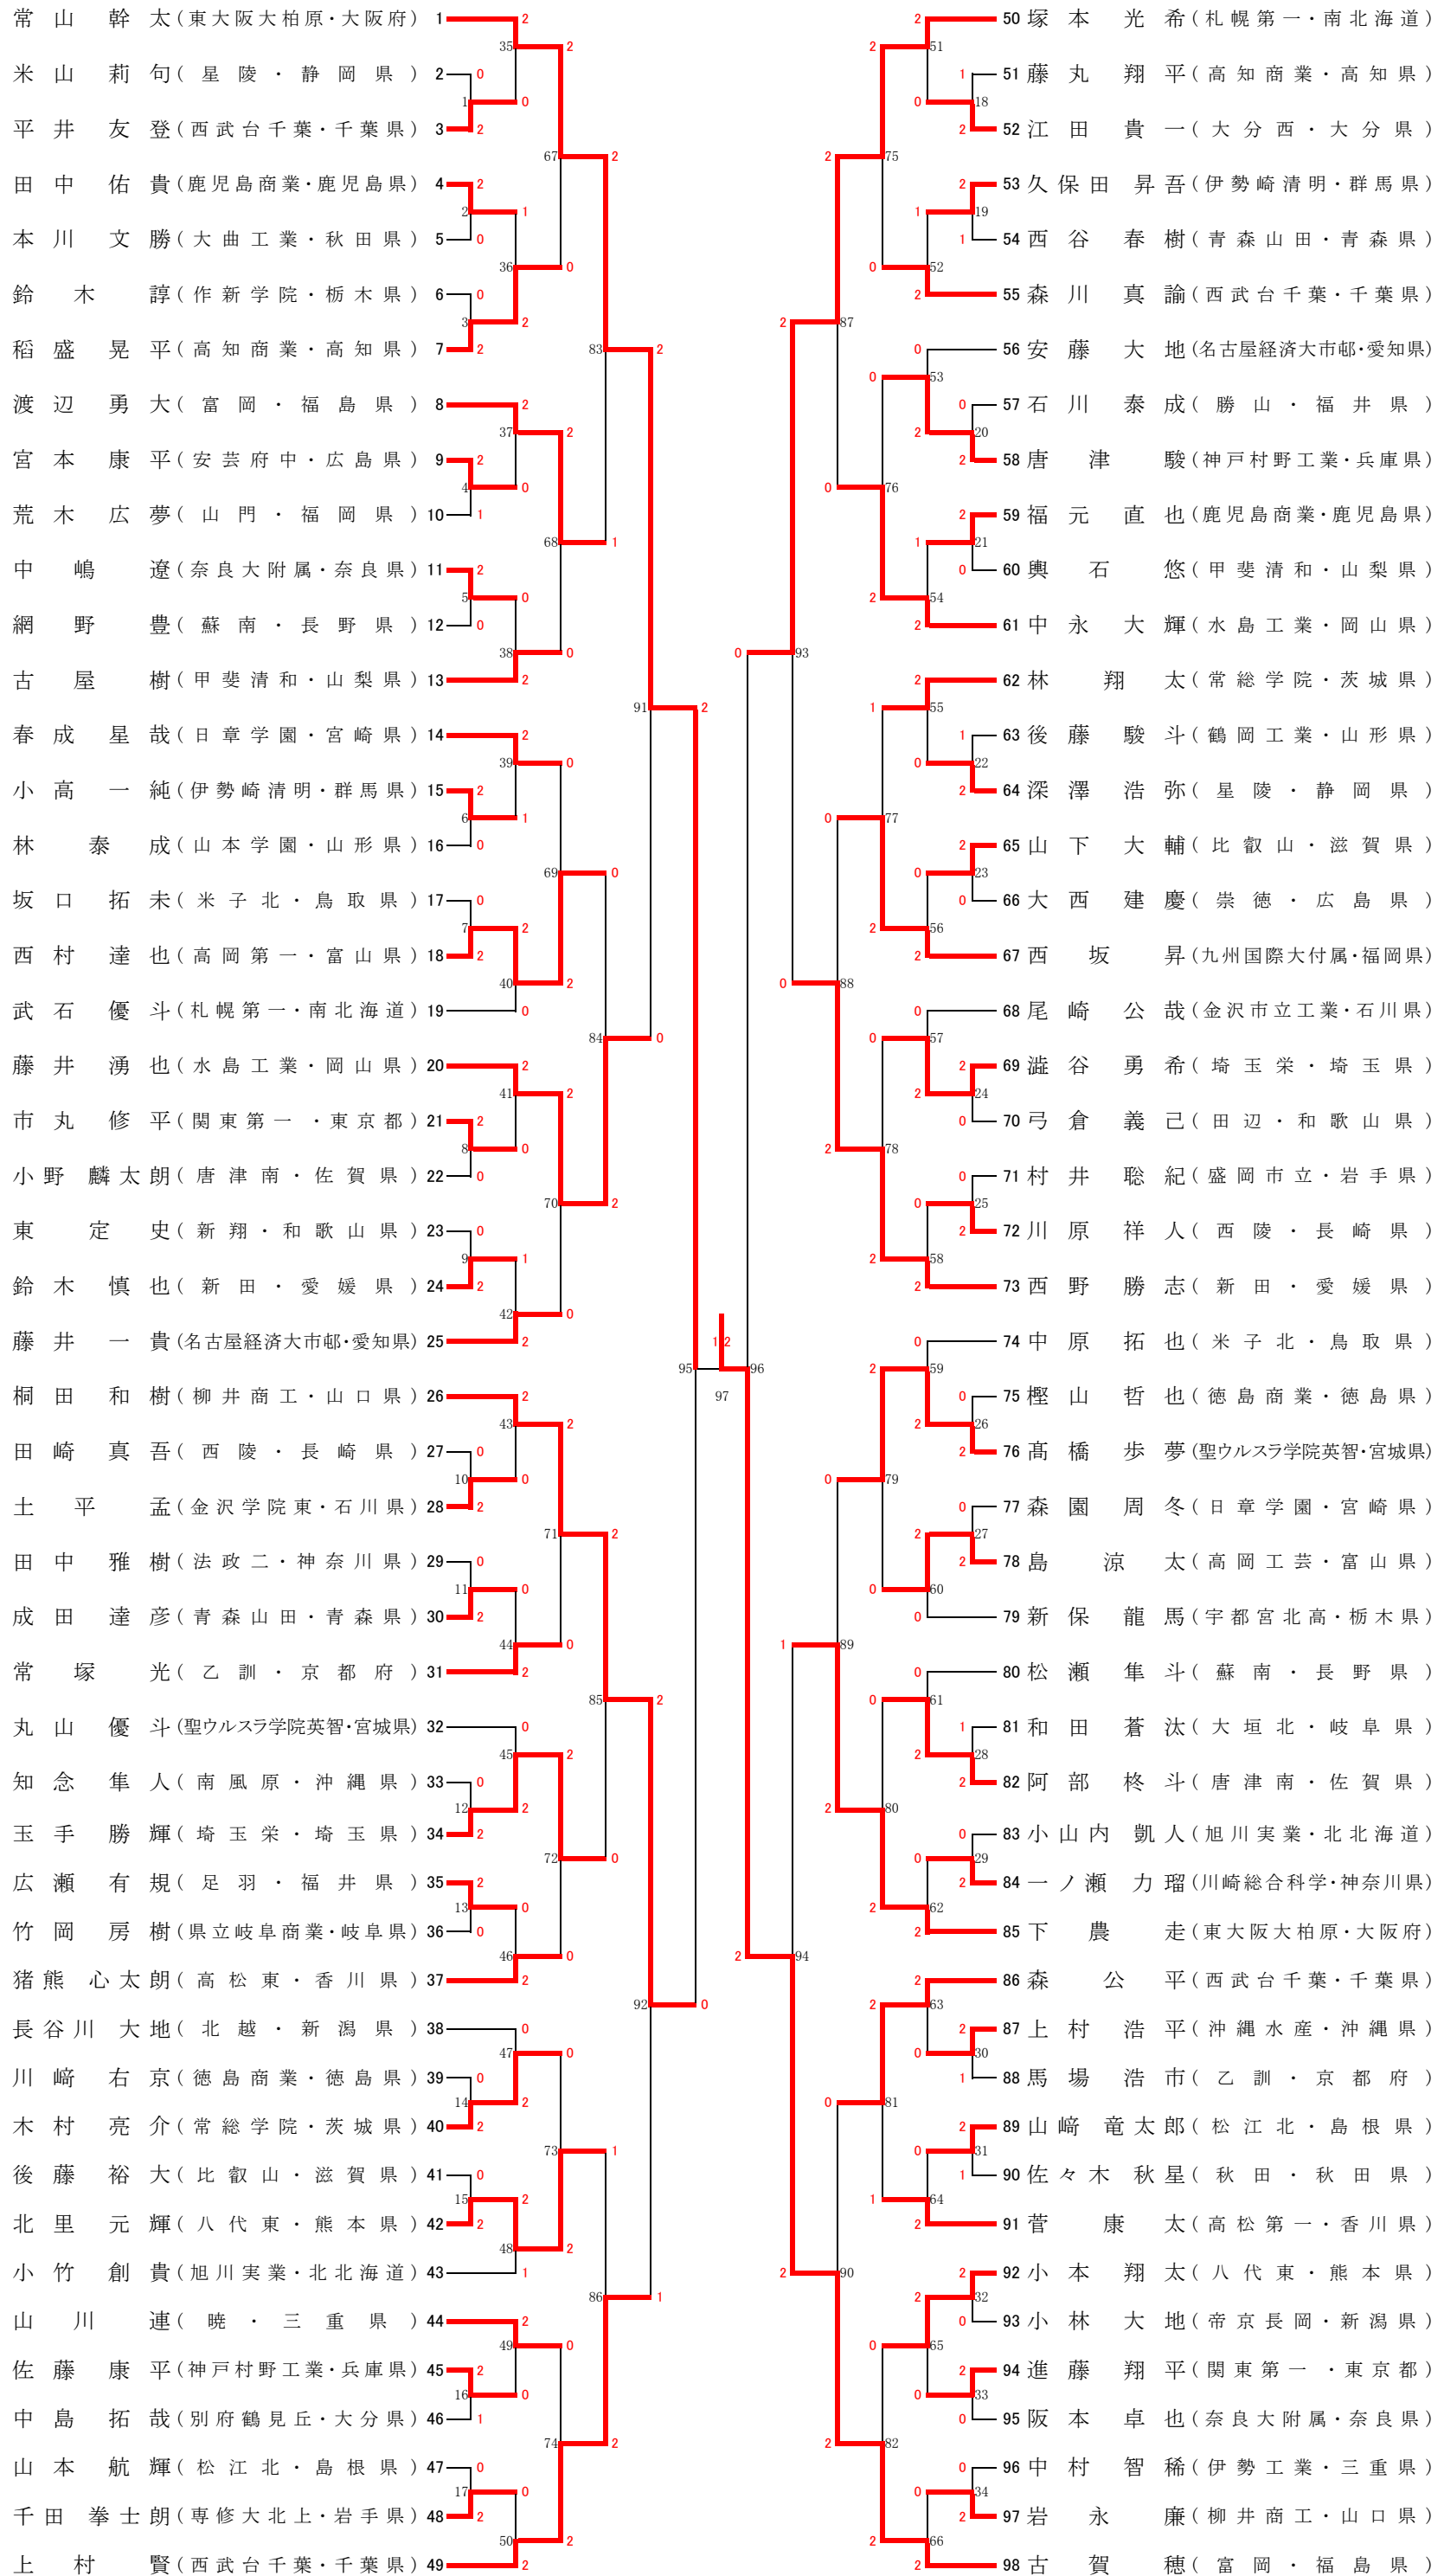 常山 幹太(東大阪大柏原・大阪府) 1
米山 莉句(星陵・静岡県) 2
平井 友登(西武台千葉・千葉県) 3
田中 佑貴(鹿児島商業・鹿児島県) 4
本川 文勝(大曲工業・秋田県) 5
鈴木 諄(作新学院・栃木県) 6
稲盛 晃平(高知商業・高知県) 7
渡辺 勇大(富岡・福島県) 8
宮本 康平(安芸府中・広島県) 9
荒木 広夢(山門・福岡県) 10
中嶋 遼(奈良大附属・奈良県) 11
網野 豊(蘇南・長野県) 12
古屋 樹(甲斐清和・山梨県) 13
春成 星哉(日章学園・宮崎県) 14
小高 一純(伊勢崎清明・群馬県) 15
林 泰成(山本学園・山形県) 16
坂口 拓未(米子北・鳥取県) 17
西村 達也(高岡第一・富山県) 18
武石 優斗(札幌第一・南北海道) 19
藤井 湧也(水島工業・岡山県) 20
市丸 修平(関東第一・東京都) 21
小野 麟太朗(唐津南・佐賀県) 22
東 定史(新翔・和歌山県) 23
鈴木 慎也(新田・愛媛県) 24
藤井 一貴(名古屋経済大市邨・愛知県) 25
桐田 和樹(柳井商工・山口県) 26
田崎 真吾(西陵・長崎県) 27
土平 孟(金沢学院東・石川県) 28
田中 雅樹(法政二・神奈川県) 29
成田 達彦(青森山田・青森県) 30
常塚 光(乙訓・京都府) 31
丸山 優斗(聖ウルスラ学院英智・宮城県) 32
知念 隼人(南風原・沖縄県) 33
玉手 勝輝(埼玉栄・埼玉県) 34
広瀬 有規(足羽・福井県) 35
竹岡 房樹(県立岐阜商業・岐阜県) 36
猪熊 心太朗(高松東・香川県) 37
長谷川 大地(北越・新潟県) 38
川﨑 右京(徳島商業・徳島県) 39
木村 亮介(常総学院・茨城県) 40
後藤 裕大(比叡山・滋賀県) 41
北里 元輝(八代東・熊本県) 42
小竹 創貴(旭川実業・北北海道) 43
山川 連(暁・三重県) 44
佐藤 康平(神戸村野工業・兵庫県) 45
中島 拓哉(別府鶴見丘・大分県) 46
山本 航輝(松江北・島根県) 47
千田 拳士朗(専修大北上・岩手県) 48
上村 賢(西武台千葉・千葉県) 49
50 塚本 光希(札幌第一・南北海道)
51 藤丸 翔平(高知商業・高知県)
52 江田 貴一(大分西・大分県)
53 久保田 昇吾(伊勢崎清明・群馬県)
54 西谷 春樹(青森山田・青森県)
55 森川 真諭(西武台千葉・千葉県)
56 安藤 大地(名古屋経済大市邨・愛知県)
57 石川 泰成(勝山・福井県)
58 唐津 駿(神戸村野工業・兵庫県)
59 福元 直也(鹿児島商業・鹿児島県)
60 輿石 悠(甲斐清和・山梨県)
61 中永 大輝(水島工業・岡山県)
62 林 翔太(常総学院・茨城県)
63 後藤 駿斗(鶴岡工業・山形県)
64 深澤 浩弥(星陵・静岡県)
65 山下 大輔(比叡山・滋賀県)
66 大西 建慶(崇徳・広島県)
67 西坂 昇(九州国際大付属・福岡県)
68 尾崎 公哉(金沢市立工業・石川県)
69 澁谷 勇希(埼玉栄・埼玉県)
70 弓倉 義己(田辺・和歌山県)
71 村井 聡紀(盛岡市立・岩手県)
72 川原 祥人(西陵・長崎県)
73 西野 勝志(新田・愛媛県)
74 中原 拓也(米子北・鳥取県)
75 樫山 哲也(徳島商業・徳島県)
76 髙橋 歩夢(聖ウルスラ学院英智・宮城県)
77 森園 周冬(日章学園・宮崎県)
78 島 涼太(高岡工芸・富山県)
79 新保 龍馬(宇都宮北高・栃木県)
80 松瀬 隼斗(蘇南・長野県)
81 和田 蒼汰(大垣北・岐阜県)
82 阿部 柊斗(唐津南・佐賀県)
83 小山内 凱人(旭川実業・北北海道)
84 一ノ瀬 力瑠(川崎総合科学・神奈川県)
85 下農 走(東大阪大柏原・大阪府)
86 森 公平(西武台千葉・千葉県)
87 上村 浩平(沖縄水産・沖縄県)
88 馬場 浩市(乙訓・京都府)
89 山﨑 竜太郎(松江北・島根県)
90 佐々木 秋星(秋田・秋田県)
91 菅 康太(高松第一・香川県)
92 小本 翔太(八代東・熊本県)
93 小林 大地(帝京長岡・新潟県)
94 進藤 翔平(関東第一・東京都)
95 阪本 卓也(奈良大附属・奈良県)
96 中村 智稀(伊勢工業・三重県)
97 岩永 廉(柳井商工・山口県)
98 古賀 穂(富岡・福島県)